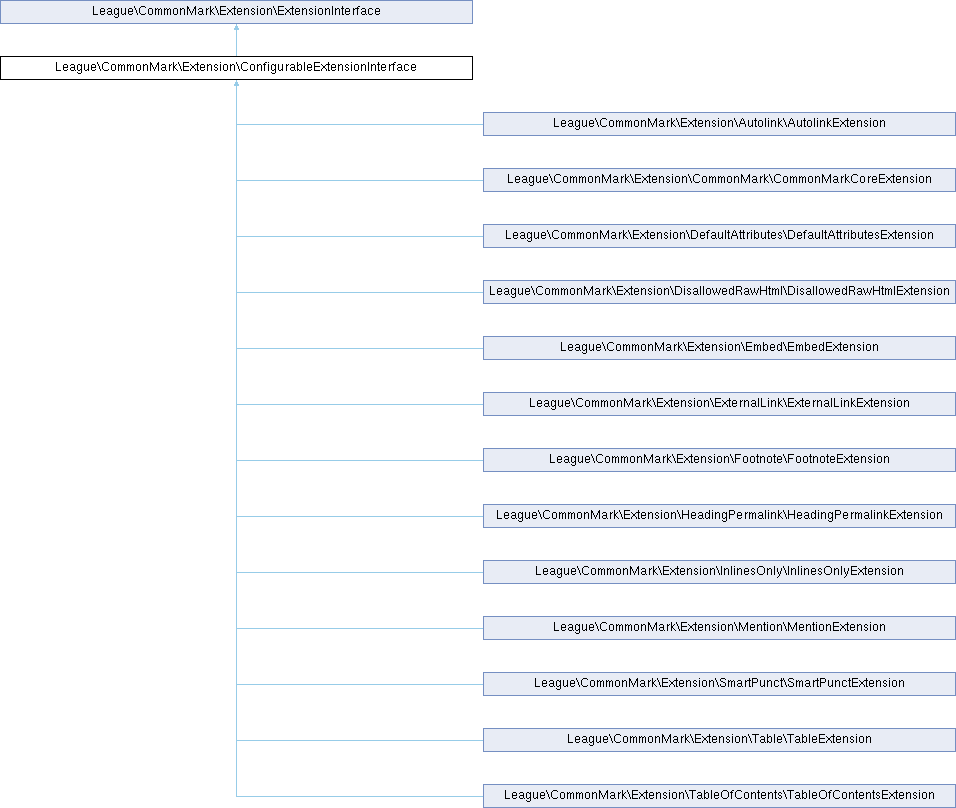 League\CommonMark\Extension\ExtensionInterface
League\CommonMark\Extension\ConfigurableExtensionInterface
League\CommonMark\Extension\Autolink\AutolinkExtension
League\CommonMark\Extension\CommonMark\CommonMarkCoreExtension
League\CommonMark\Extension\DefaultAttributes\DefaultAttributesExtension
League\CommonMark\Extension\DisallowedRawHtml\DisallowedRawHtmlExtension
League\CommonMark\Extension\Embed\EmbedExtension
League\CommonMark\Extension\ExternalLink\ExternalLinkExtension
League\CommonMark\Extension\Footnote\FootnoteExtension
League\CommonMark\Extension\HeadingPermalink\HeadingPermalinkExtension
League\CommonMark\Extension\InlinesOnly\InlinesOnlyExtension
League\CommonMark\Extension\Mention\MentionExtension
League\CommonMark\Extension\SmartPunct\SmartPunctExtension
League\CommonMark\Extension\Table\TableExtension
League\CommonMark\Extension\TableOfContents\TableOfContentsExtension